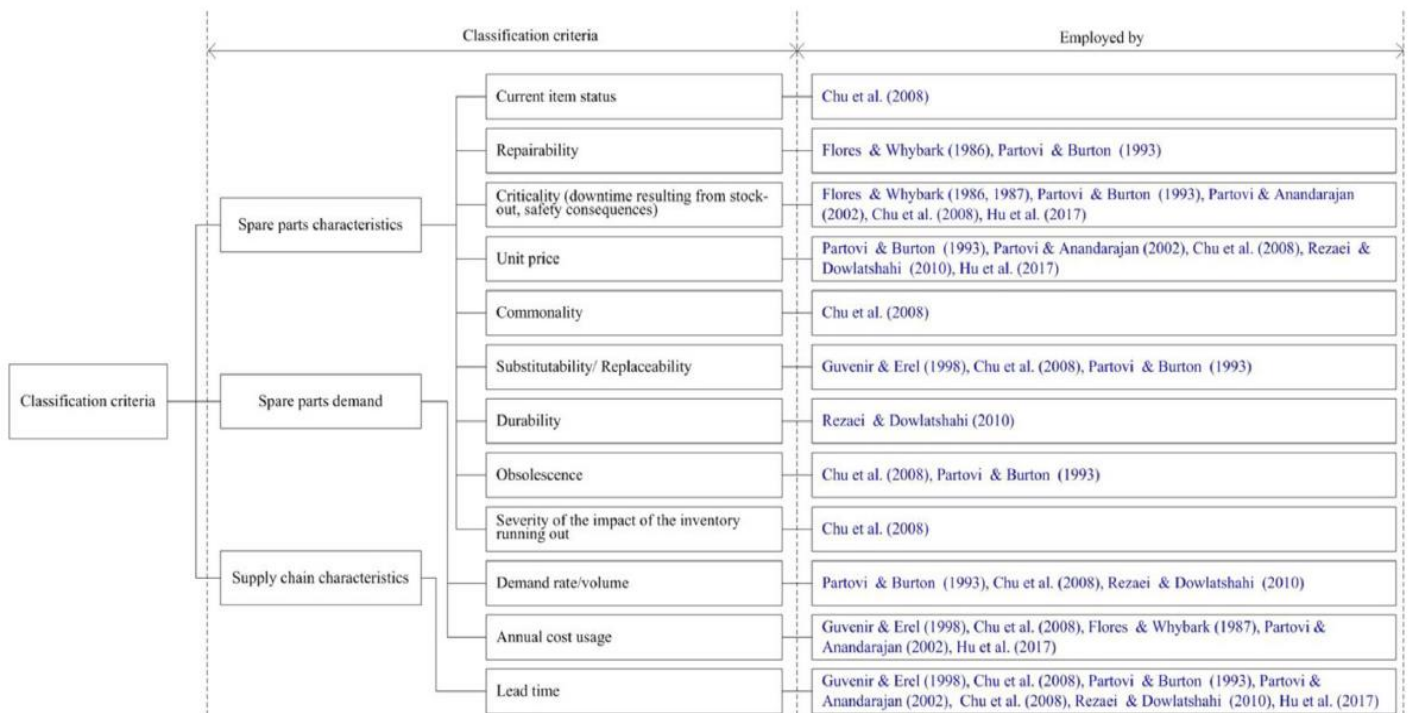 Classification criteria
Employed by
Classification criteria
Spare parts characteristics
Spare parts demand
Supply chain characteristics
Current item status
Chu et al. (2008)
Repairability
Flores & Whybark (1986), Partovi & Burton (1993)
Criticality (downtime resulting from stock-
out, safety consequences)
Flores & Whybark (1986, 1987), Partovi & Burton (1993), Partovi & Anandarajan
(2002), Chu et al. (2008), Hu et al. (2017)
Unit price
Partovi & Burton (1993), Partovi & Anandarajan (2002), Chu et al. (2008), Rezaei &
Dowlatshahi (2010), Hu et al. (2017)
Commonality
Chu et al. (2008)
Substitutability/ Replaceability
Guvenir & Erel (1998), Chu et al. (2008), Partovi & Burton (1993)
Durability
Rezaei & Dowlatshahi (2010)
Obsolescence
Chu et al. (2008), Partovi & Burton (1993)
Severity of the impact of the inventory
running out
Chu et al. (2008)
Demand rate/volume
Partovi & Burton (1993), Chu et al. (2008), Rezaei & Dowlatshahi (2010)
Annual cost usage
Guvenir & Erel (1998), Chu et al. (2008), Flores & Whybark (1987), Partovi &
Anandarajan (2002), Hu et al. (2017)
Lead time
Guvenir & Erel (1998), Chu et al. (2008), Partovi & Burton (1993), Partovi &
Anandarajan (2002), Chu et al. (2008), Rezaei & Dowlatshahi (2010), Hu et al. (2017)